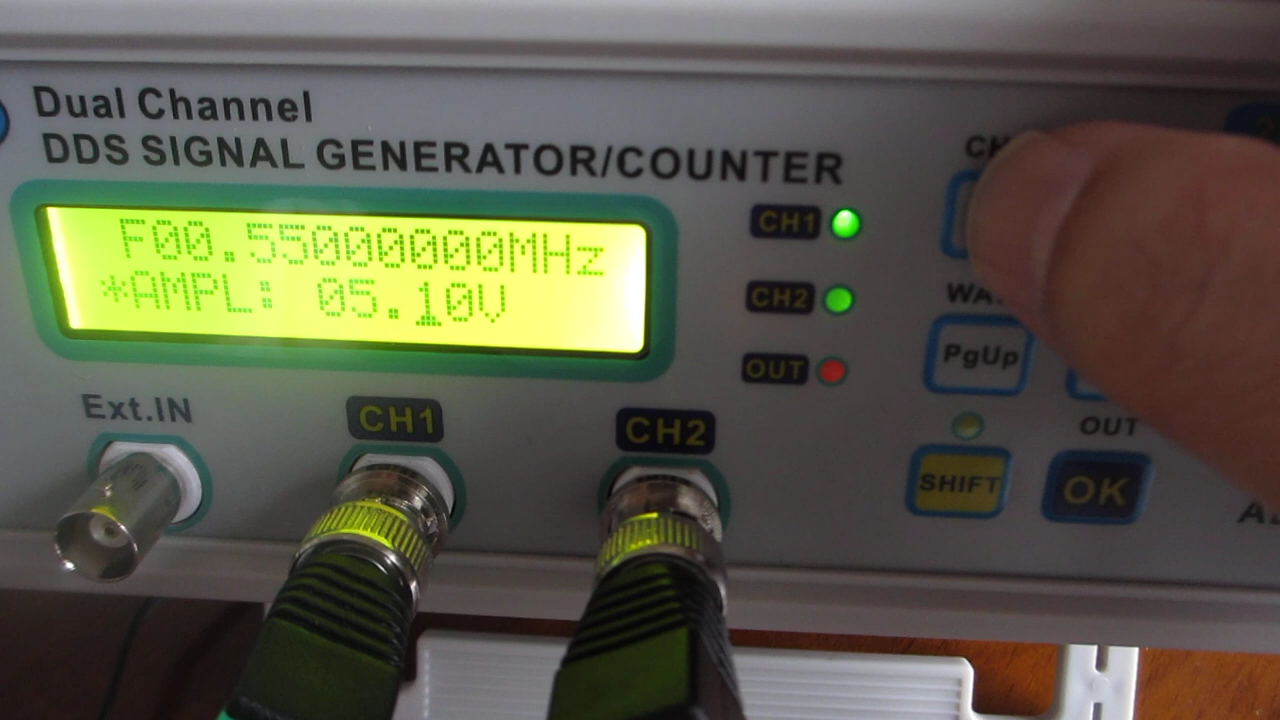 Dual Channel
DDS SIGNAL GENERATOR/COUNTER
F00.55000000MHz
*AMPL: 05.10V
CH1
CH2
OUT
PgUp
Ext.IN
CH1
CH2
OUT
SHIFT
OK